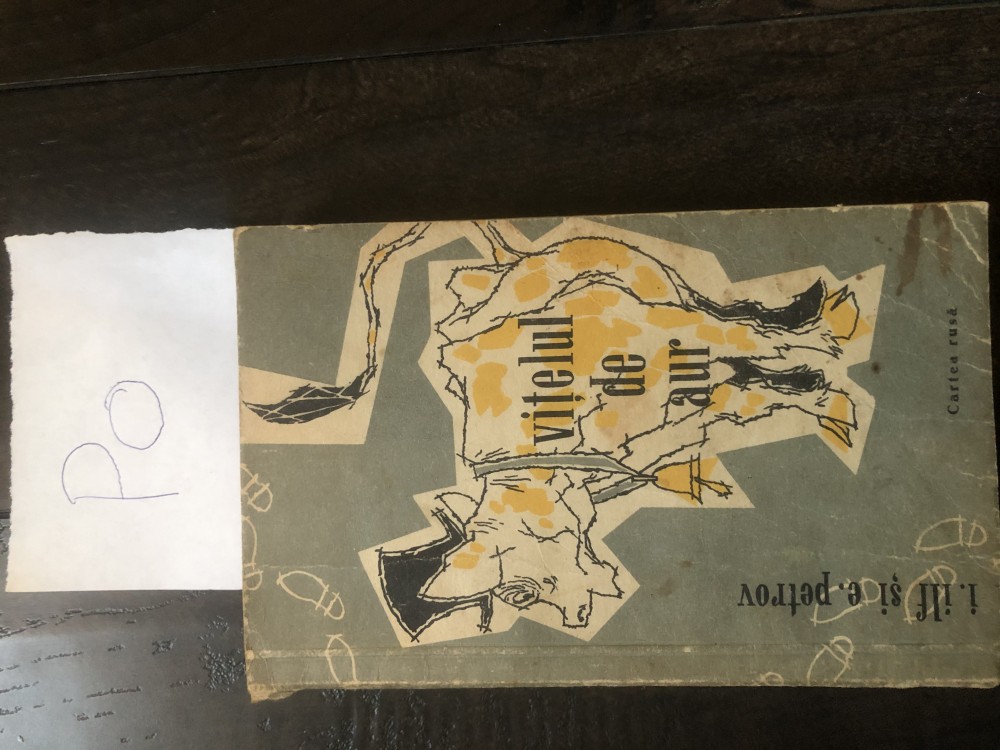 PO
vițelul
de
aur
Cartea rusă
i. ilf și e. petrov